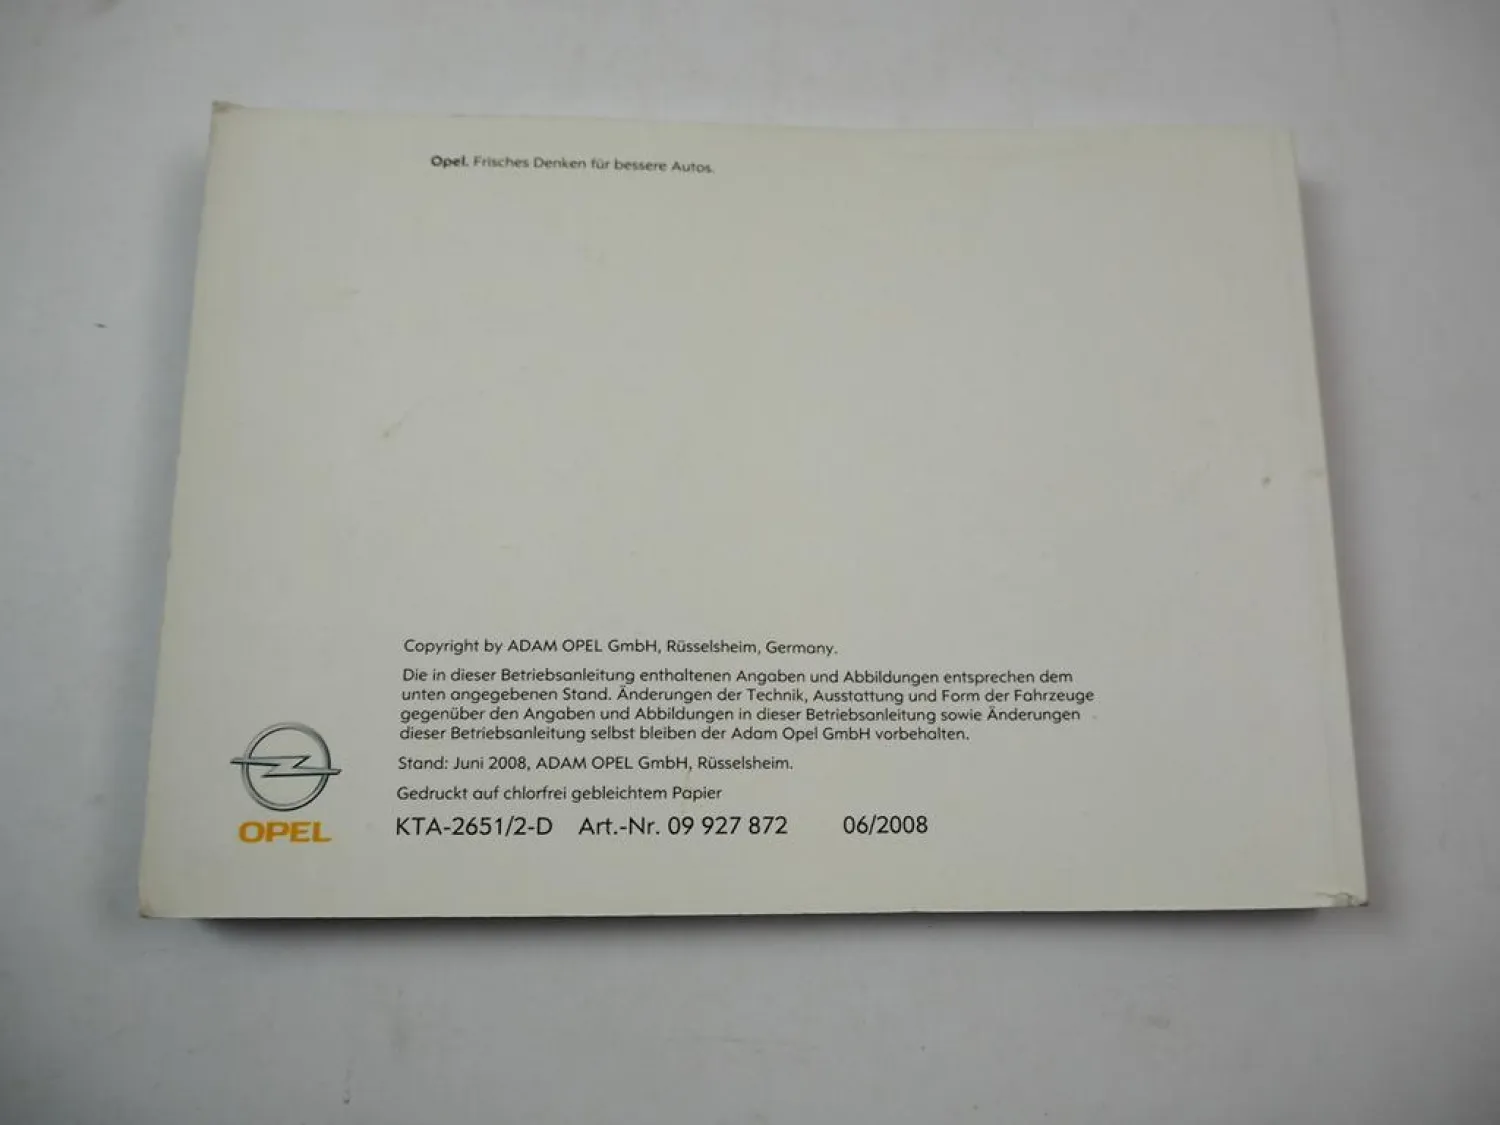 Opel. Frisches Denken für bessere Autos.
Copyright by ADAM OPEL GmbH, Rüsselsheim, Germany.
Die in dieser Betriebsanleitung enthaltenen Angaben und Abbildungen entsprechen dem
unten angegebenen Stand. Änderungen der Technik, Ausstattung und Form der Fahrzeuge
gegenüber den Angaben und Abbildungen in dieser Betriebsanleitung sowie Änderungen
dieser Betriebsanleitung selbst bleiben der Adam Opel GmbH vorbehalten.
Stand: Juni 2008, ADAM OPEL GmbH, Rüsselsheim.
Gedruckt auf chlorfrei gebleichtem Papier
KTA-2651/2-D Art.-Nr. 09 927 872 06/2008
OPEL